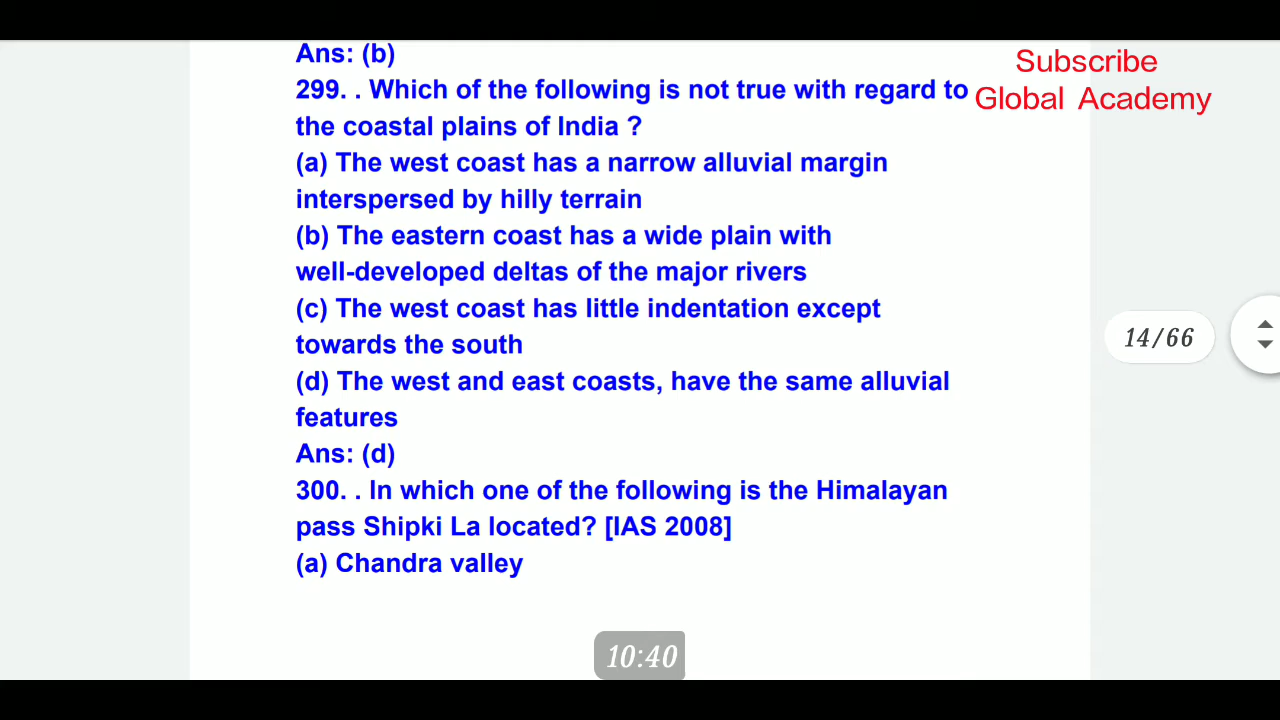 Ans: (b)
299. . Which of the following is not true with regard to
the coastal plains of India ?
(a) The west coast has a narrow alluvial margin
interspersed by hilly terrain
(b) The eastern coast has a wide plain with
well-developed deltas of the major rivers
(c) The west coast has little indentation except
towards the south
(d) The west and east coasts, have the same alluvial
features
Ans: (d)
300. . In which one of the following is the Himalayan
pass Shipki La located? [IAS 2008]
(a) Chandra valley
Subscribe
Global Academy
14/66
10:40